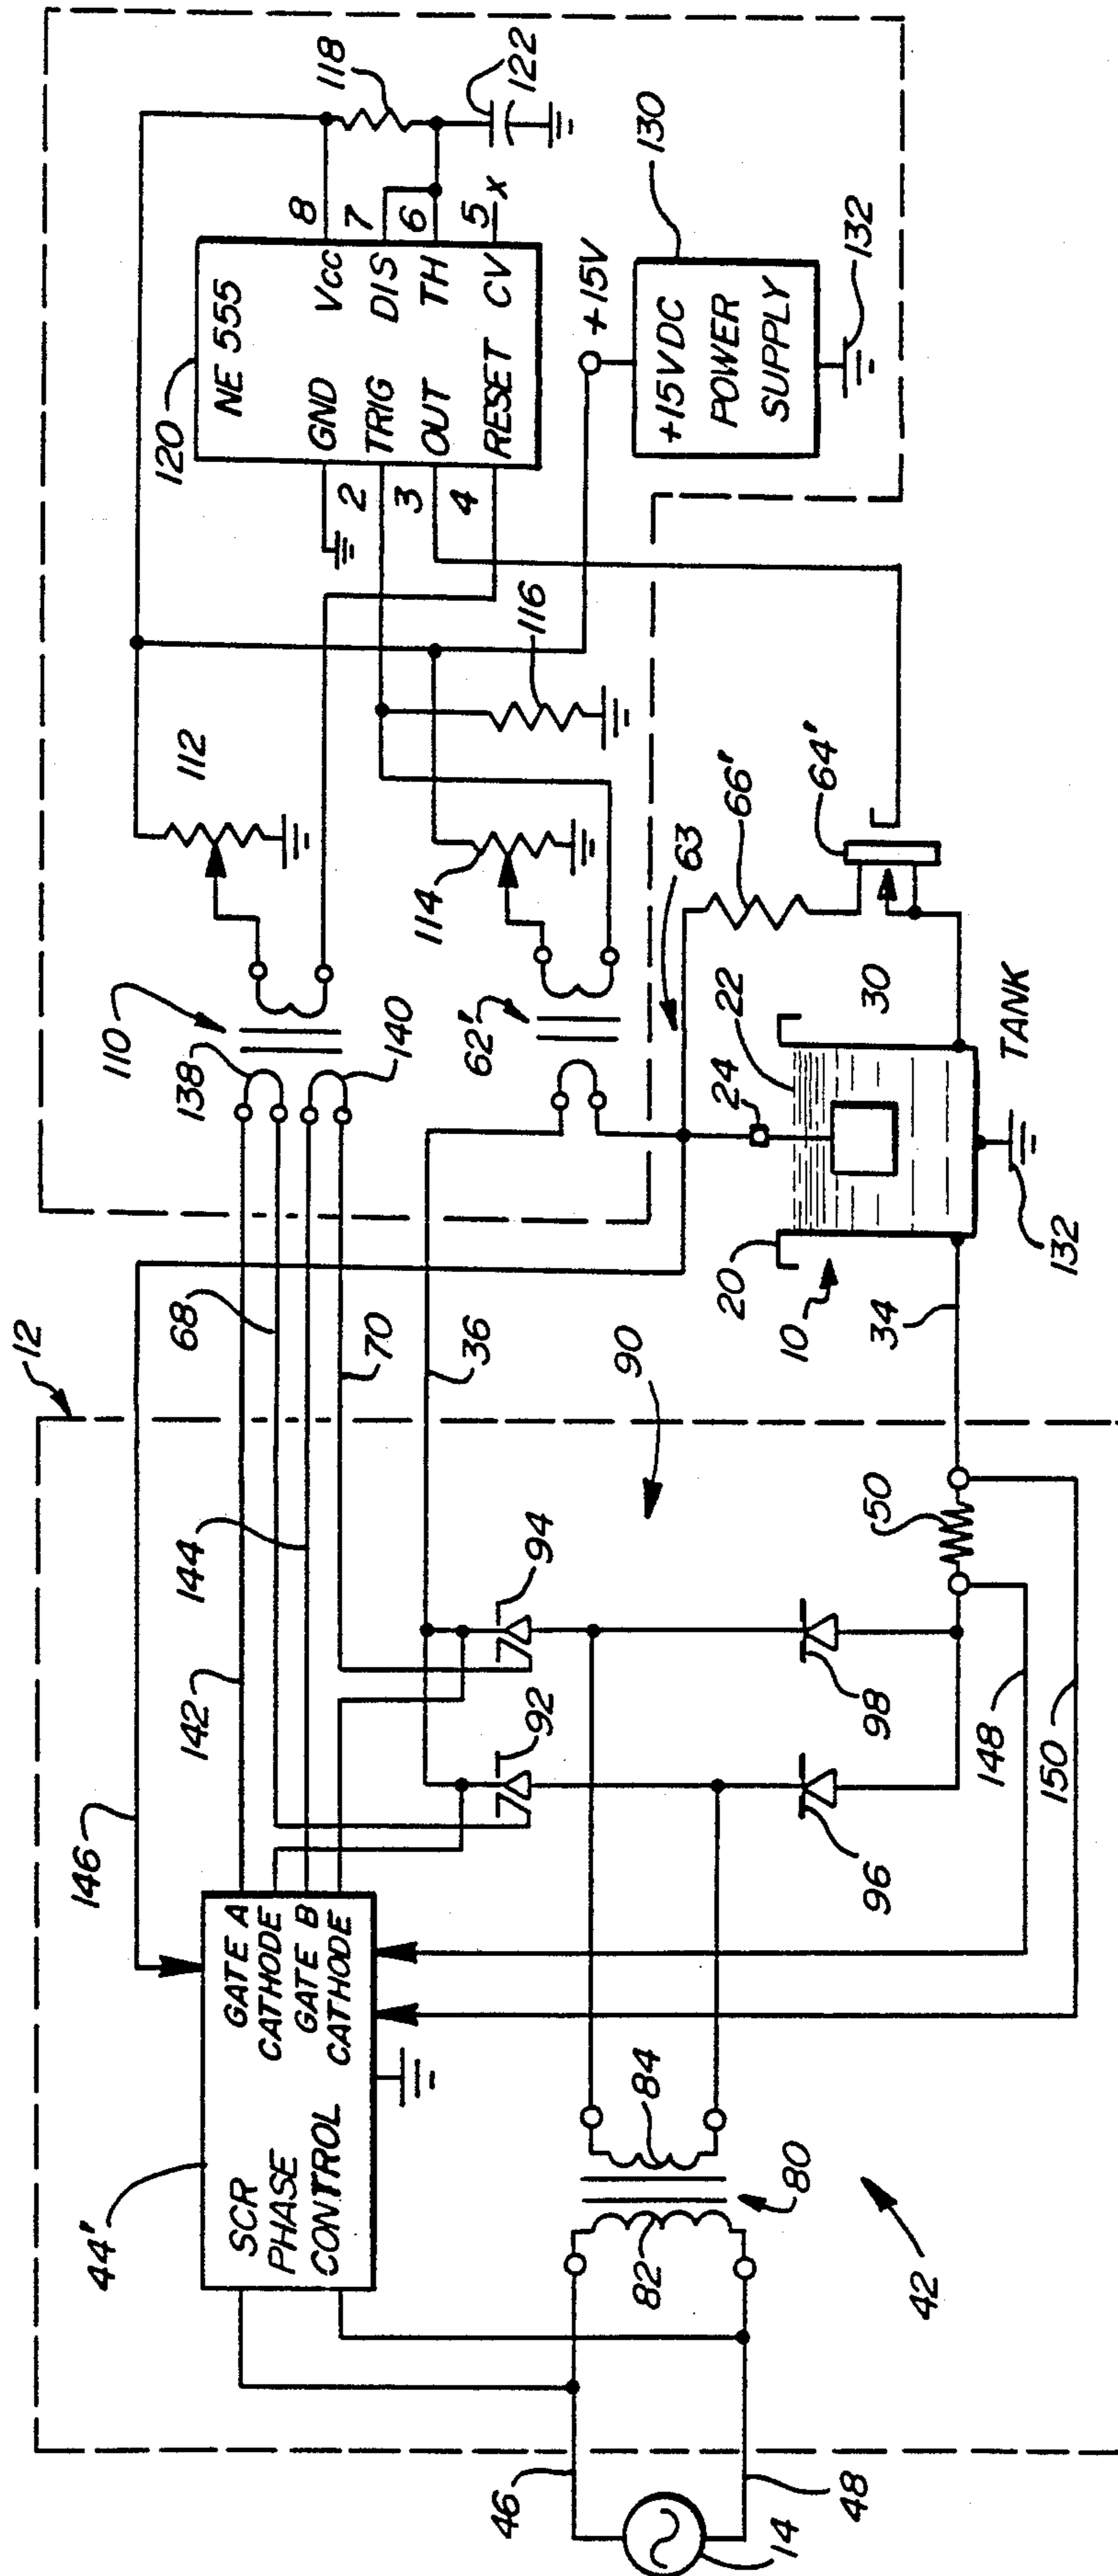 12
146
44'
SCR
PHASE
CONTROL
GATE A
CATHODE
GATE B
CATHODE
142
144
68
70
36
138
110
140
112
114
62'
116
120
NE 555
GND
TRIG
OUT
RESET
Vcc
DIS
TH
CV
2
3
4
8
7
6
5
X
118
122
+15V
+15VDC
POWER
SUPPLY
130
132
63
66'
64'
24
22
30
20
10
TANK
132
34
90
94
92
98
96
50
148
150
46
48
14
82
84
80
42